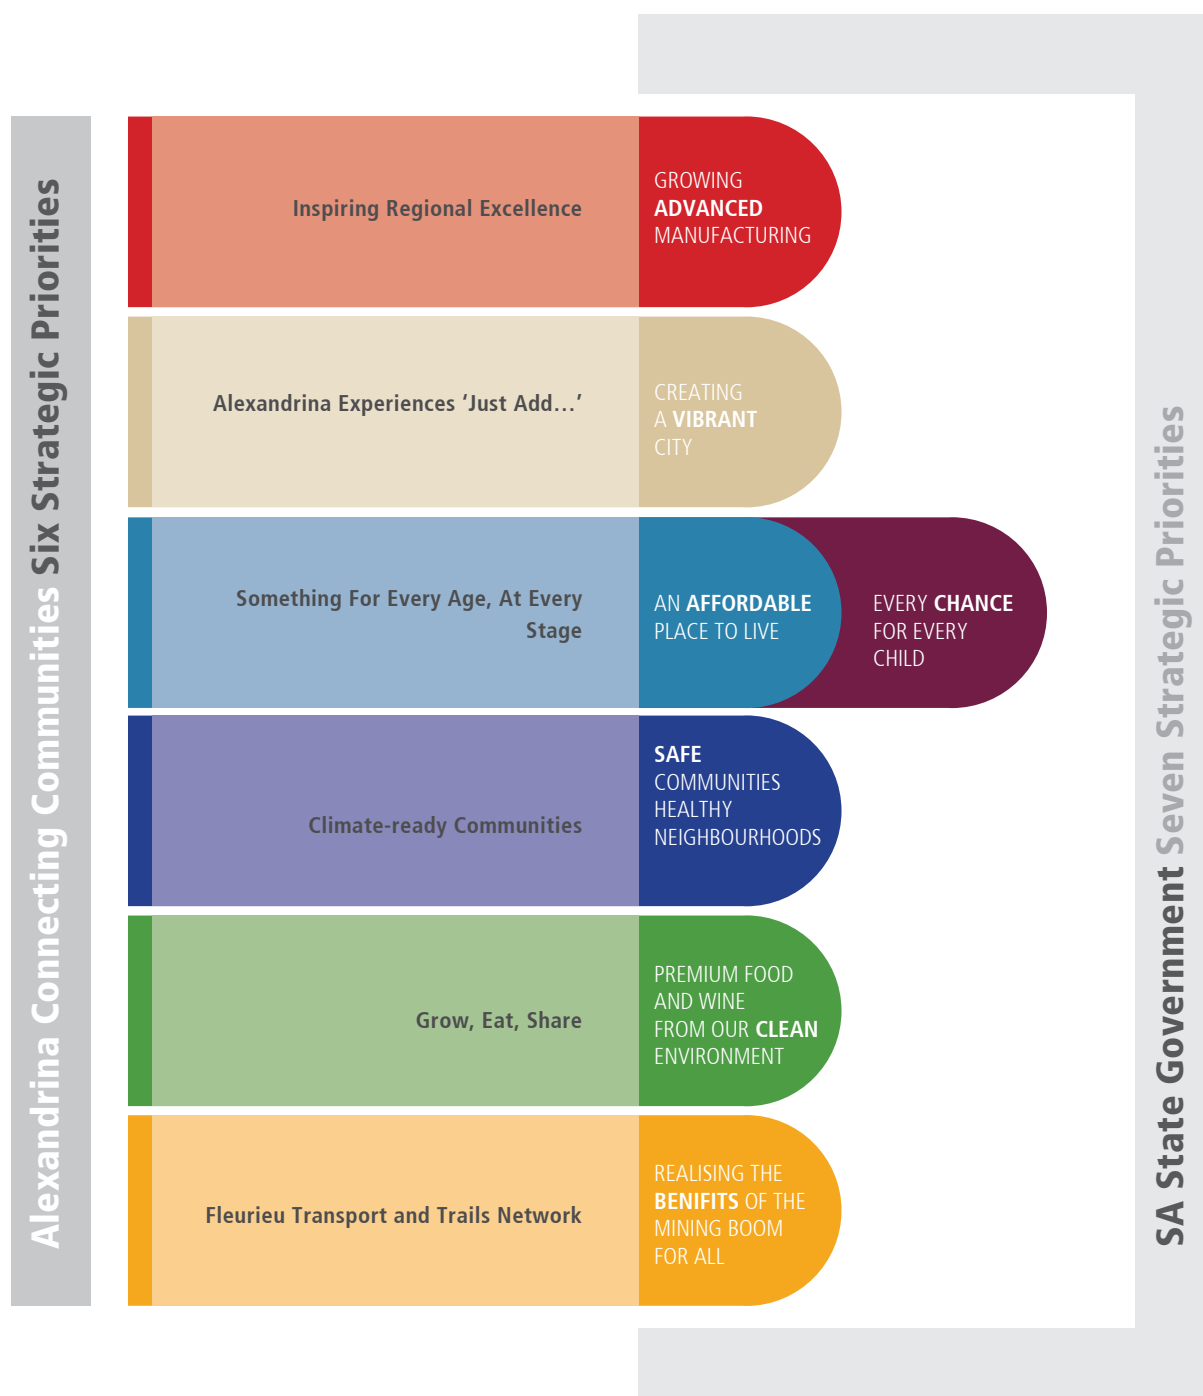 Alexandrina Connecting Communities Six Strategic Priorities
Inspiring Regional Excellence
GROWING
ADVANCED
MANUFACTURING
Alexandrina Experiences ‘Just Add…’
CREATING
A VIBRANT
CITY
Something For Every Age, At Every
Stage
AN AFFORDABLE
PLACE TO LIVE
EVERY CHANCE
FOR EVERY
CHILD
Climate-ready Communities
SAFE
COMMUNITIES
HEALTHY
NEIGHBOURHOODS
Grow, Eat, Share
PREMIUM FOOD
AND WINE
FROM OUR CLEAN
ENVIRONMENT
Fleurieu Transport and Trails Network
REALISING THE
BENIFITS OF THE
MINING BOOM
FOR ALL
SA State Government Seven Strategic Priorities